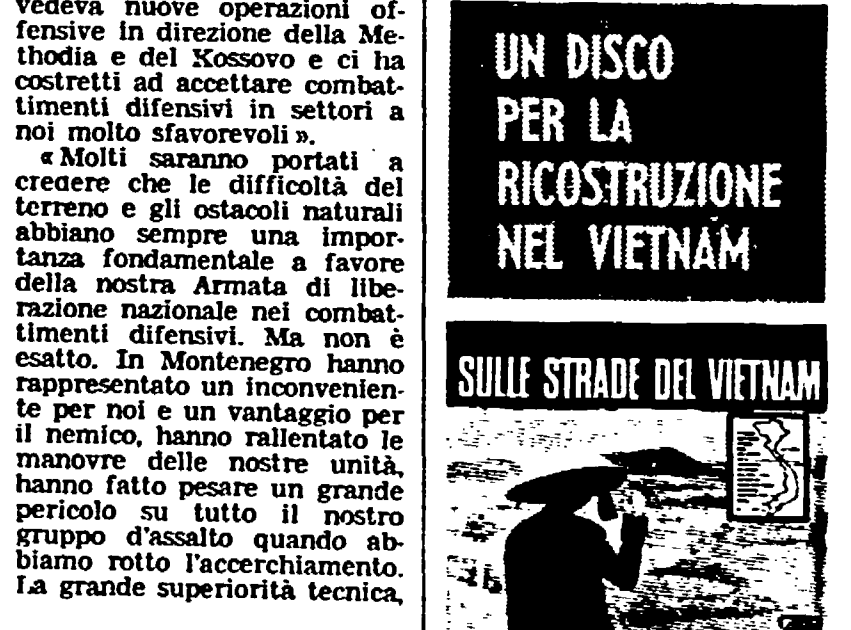 vedeva nuove operazioni of-
fensive in direzione della Me-
thodia e del Kossovo e ci ha
costretti ad accettare combat-
timenti difensivi in settori a
noi molto sfavorevoli».
«Molti saranno portati a
credere che le difficoltà del
terreno e gli ostacoli naturali
abbiano sempre una impor-
tanza fondamentale a favore
della nostra Armata di libe-
razione nazionale nei combat-
timenti difensivi. Ma non è
esatto. In Montenegro hanno
rappresentato un inconvenien-
te per noi e un vantaggio per
il nemico, hanno rallentato le
manovre delle nostre unità,
hanno fatto pesare un grande
pericolo su tutto il nostro
gruppo d'assalto quando ab-
biamo rotto l'accerchiamento.
La grande superiorità tecnica,
UN DISCO
PER LA
RICOSTRUZIONE
NEL VIETNAM
SULLE STRADE DEL VIETNAM